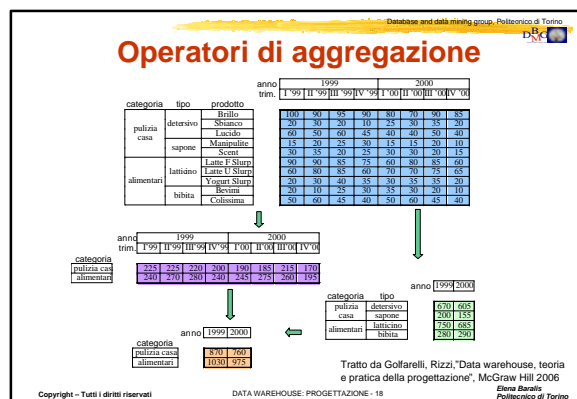 Database and data mining group, Politecnico di Torino
DBMG
Operatori di aggregazione
anno 1999 2000
trim. I '99 II '99 III '99 IV '99 I '00 II '00 III '00 IV '00
categoria tipo prodotto
pulizia casa detersivo Brillo 100 90 95 90 80 70 90 85
Sbianco 20 30 20 10 25 30 35 20
Lucido 60 50 60 45 40 40 50 40
sapone Manipulite 15 20 25 30 15 15 20 10
Scent 30 35 20 25 30 30 20 15
alimentari latticino Latte F Slurp 90 90 85 75 60 80 85 60
Latte U Slurp 60 80 85 60 70 70 75 65
Yogurt Slurp 20 30 40 35 30 35 35 20
bibita Bevimi 20 10 25 30 35 30 20 10
Colissima 50 60 45 40 50 60 45 40
anno 1999 2000
trim. I'99 II'99 III'99 IV'99 I'00 II'00 III'00 IV'00
categoria
pulizia cas 225 225 220 200 190 185 215 170
alimentari 240 270 280 240 245 275 260 195
anno 1999 2000
categoria tipo
pulizia casa detersivo 670 605
sapone 200 155
alimentari latticino 750 685
bibita 280 290
anno 1999 2000
categoria
pulizia casa 870 760
alimentari 1030 975
Tratto da Golfarelli, Rizzi,"Data warehouse, teoria
e pratica della progettazione", McGraw Hill 2006
Copyright – Tutti i diritti riservati
DATA WAREHOUSE: PROGETTAZIONE - 18
Elena Baralis
Politecnico di Torino